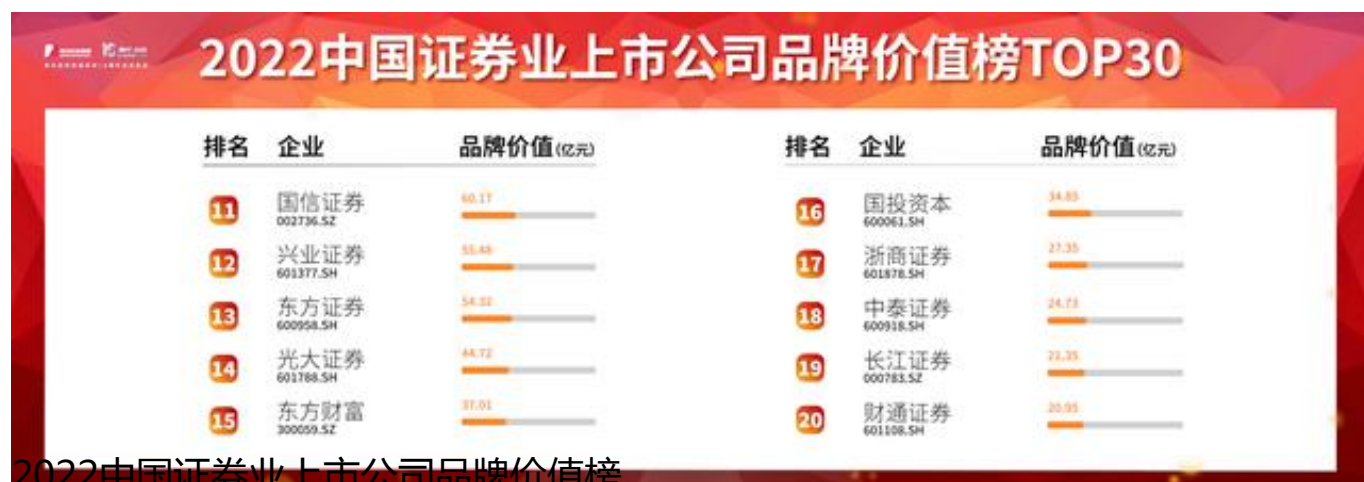 2022中国证券业上市公司品牌价值榜TOP30
排名 企业 品牌价值(亿元)
11 国信证券 60.17
002736.SZ
12 兴业证券 55.48
601377.SH
13 东方证券 54.32
600958.SH
14 光大证券 44.72
601788.SH
15 东方财富 37.01
300059.SZ
排名 企业 品牌价值(亿元)
16 国投资本 34.85
600061.SH
17 浙商证券 27.35
601878.SH
18 中泰证券 24.73
600918.SH
19 长江证券 21.35
000783.SZ
20 财通证券 20.95
601108.SH
2022中国证券业上市公司品牌价值榜